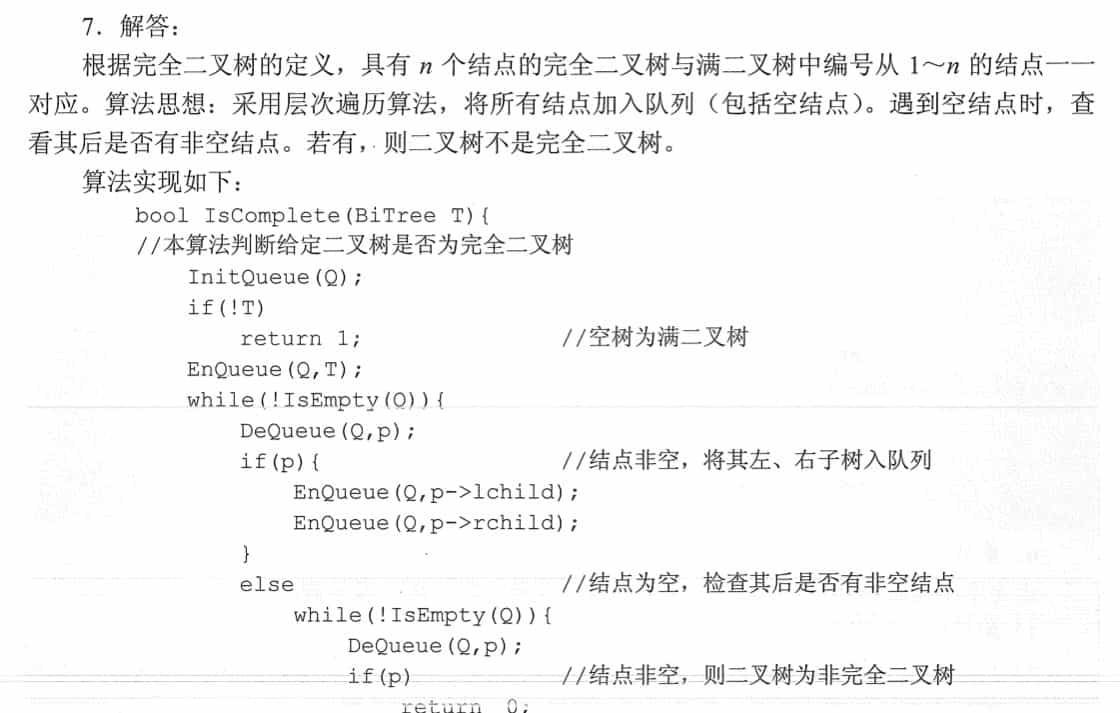 7．解答：
根据完全二叉树的定义，具有 n 个结点的完全二叉树与满二叉树中编号从 1～n 的结点一一
对应。算法思想：采用层次遍历算法，将所有结点加入队列（包括空结点）。遇到空结点时，查
看其后是否有非空结点。若有，则二叉树不是完全二叉树。
算法实现如下：
bool IsComplete(BiTree T){
//本算法判断给定二叉树是否为完全二叉树
InitQueue(Q);
if(!T)
return 1; //空树为满二叉树
EnQueue(Q,T);
while(!IsEmpty(Q)){
DeQueue(Q,p);
if(p){ //结点非空，将其左、右子树入队列
EnQueue(Q,p->lchild);
EnQueue(Q,p->rchild);
}
else //结点为空，检查其后是否有非空结点
while(!IsEmpty(Q)){
DeQueue(Q,p);
if(p) //结点非空，则二叉树为非完全二叉树
return 0;